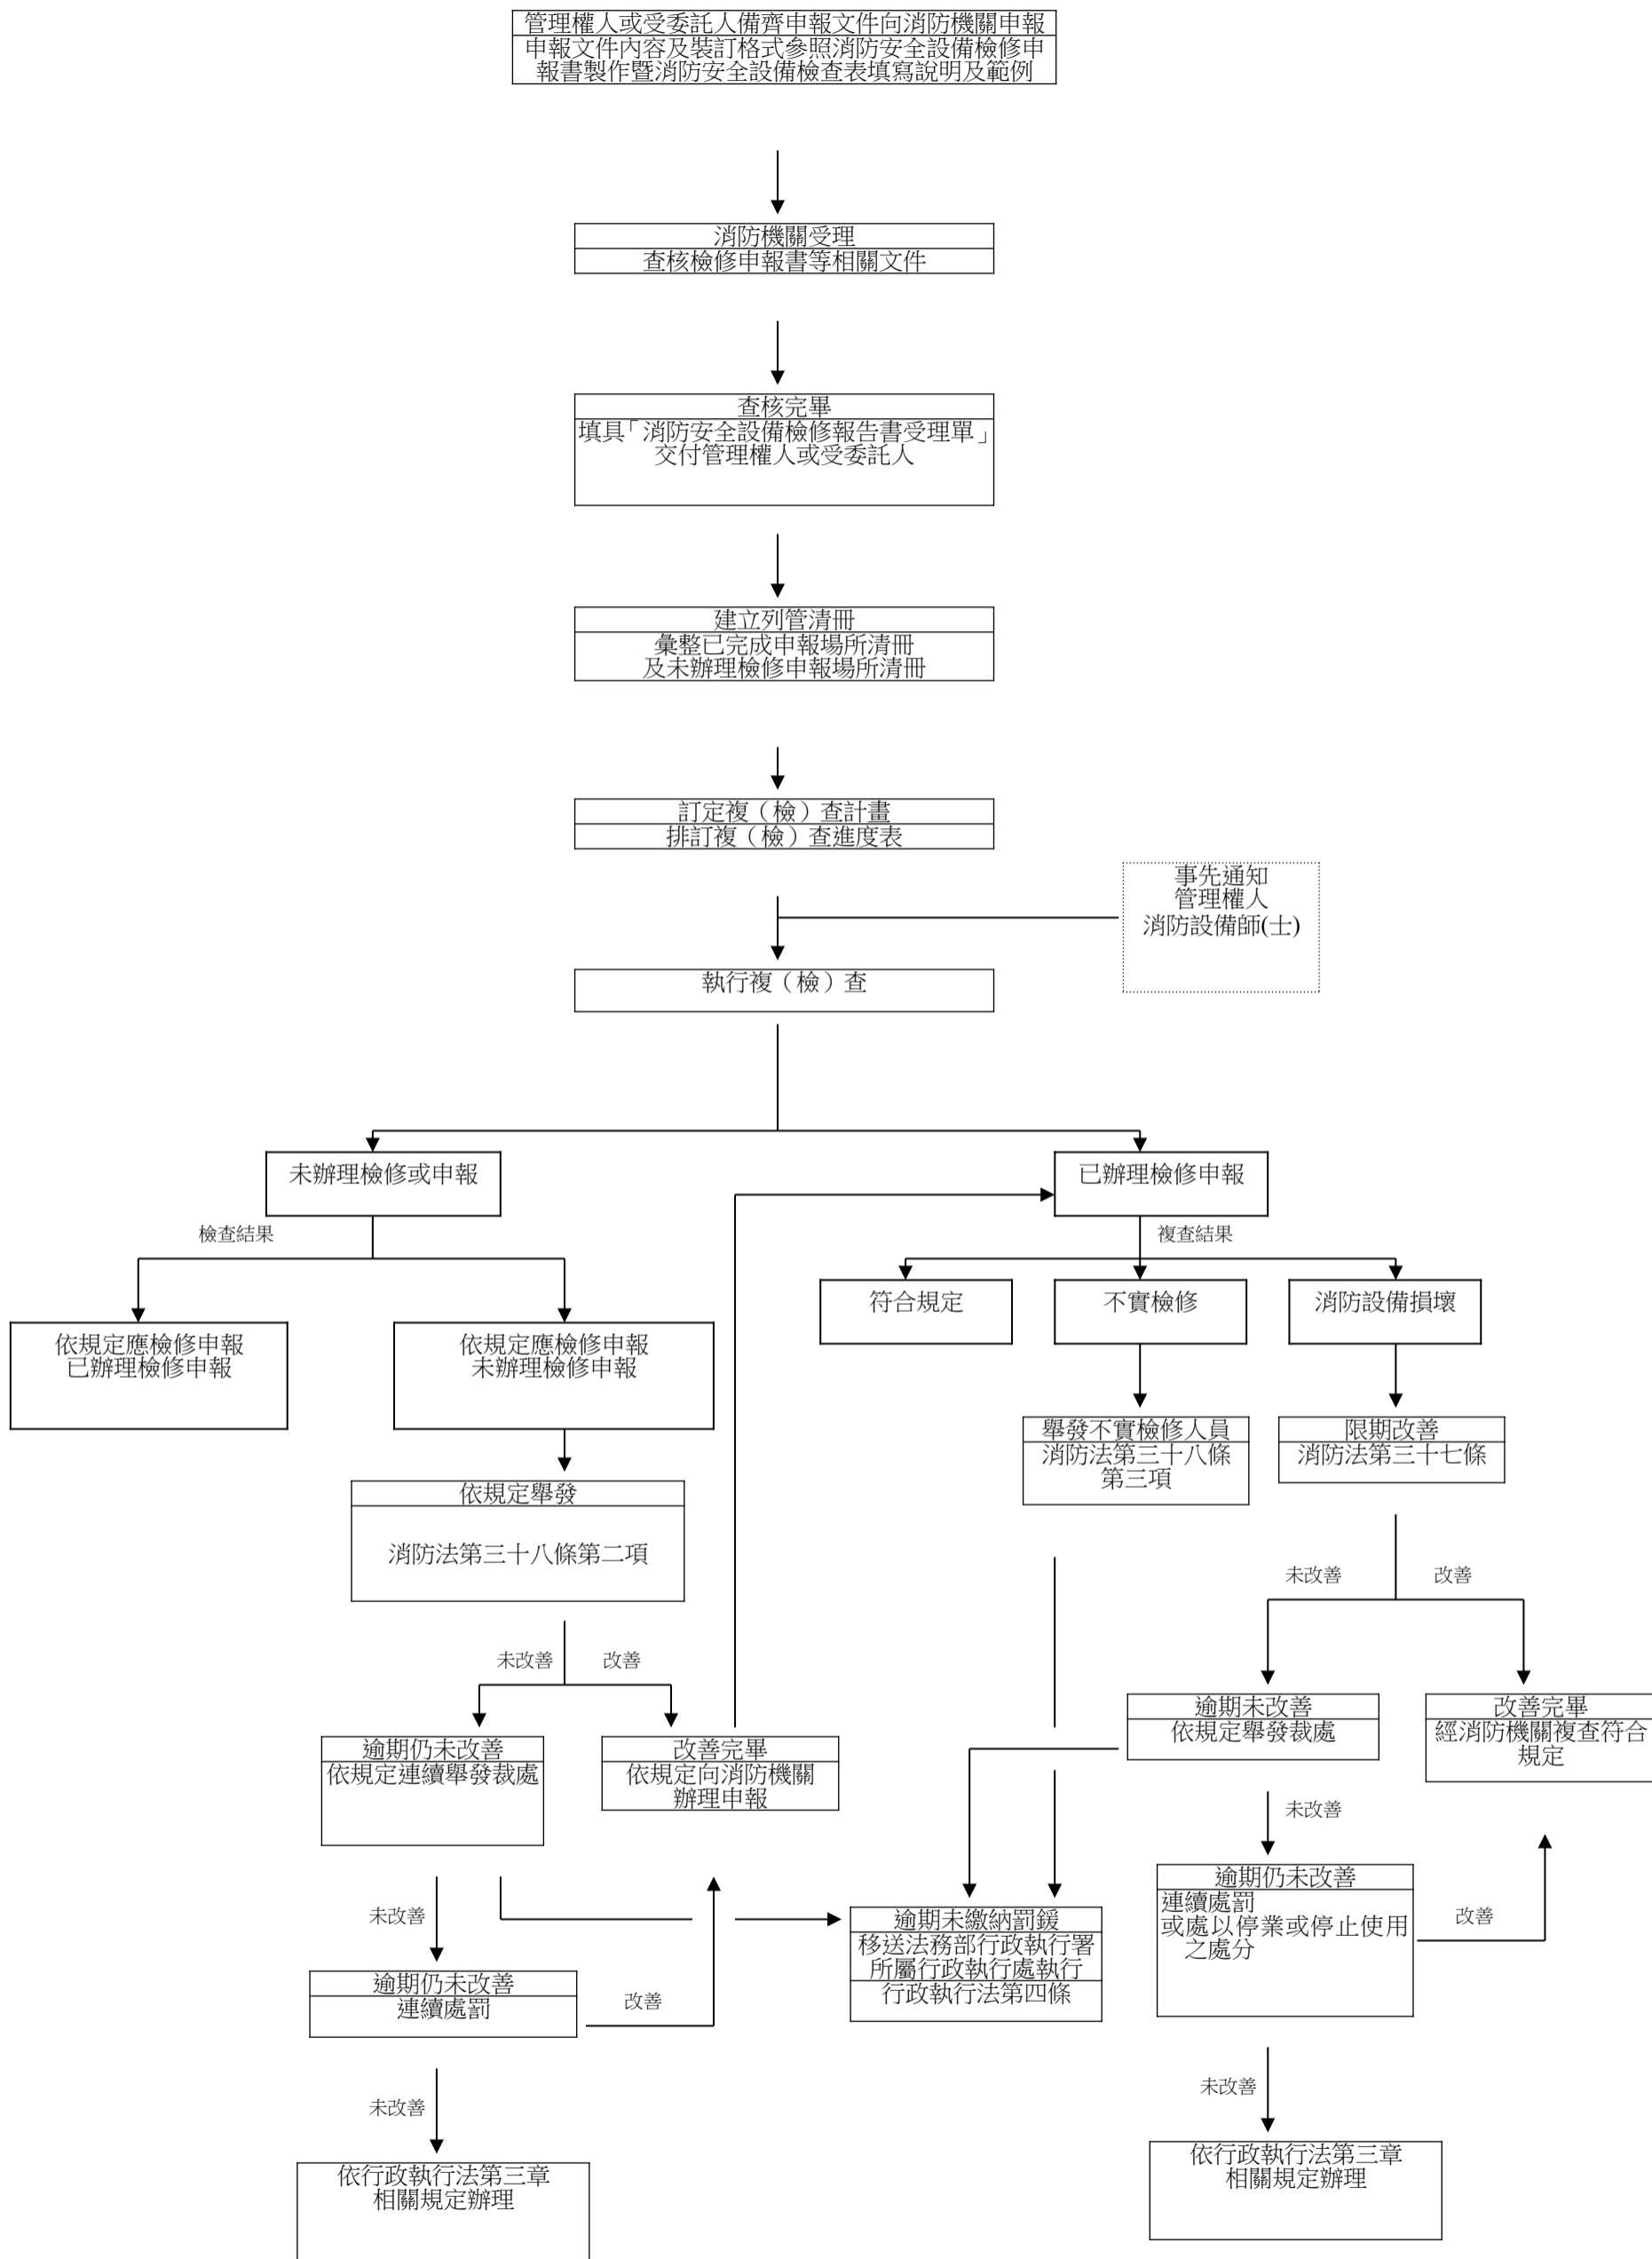 管理權人或受委託人備齊申報文件向消防機關申報
申報文件內容及裝訂格式參照消防安全設備檢修申
報書製作暨消防安全設備檢查表填寫說明及範例
消防機關受理
查核檢修申報書等相關文件
查核完畢
填具「消防安全設備檢修報告書受理單」
交付管理權人或受委託人
建立列管清冊
彙整已完成申報場所清冊
及未辦理檢修申報場所清冊
訂定複（檢）查計畫
排訂複（檢）查進度表
事先通知
管理權人
消防設備師(士)
執行複（檢）查
未辦理檢修或申報
已辦理檢修申報
檢查結果
複查結果
符合規定
不實檢修
消防設備損壞
依規定應檢修申報
已辦理檢修申報
依規定應檢修申報
未辦理檢修申報
舉發不實檢修人員
消防法第三十八條
第三項
限期改善
消防法第三十七條
依規定舉發
消防法第三十八條第二項
未改善
改善
未改善
改善
逾期未改善
依規定舉發裁處
改善完畢
經消防機關複查符合
規定
逾期仍未改善
依規定連續舉發裁處
改善完畢
依規定向消防機關
辦理申報
未改善
逾期仍未改善
連續處罰
或處以停業或停止使用
之處分
改善
未改善
逾期未繳納罰鍰
移送法務部行政執行署
所屬行政執行處執行
行政執行法第四條
逾期仍未改善
連續處罰
改善
未改善
未改善
依行政執行法第三章
相關規定辦理
依行政執行法第三章
相關規定辦理